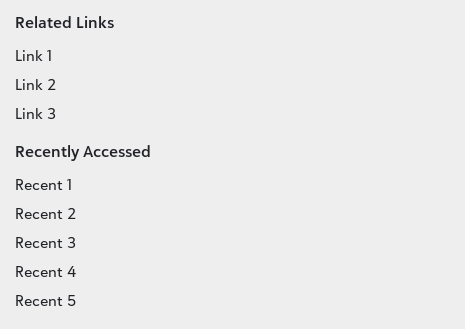 Related Links
Link 1
Link 2
Link 3
Recently Accessed
Recent 1
Recent 2
Recent 3
Recent 4
Recent 5